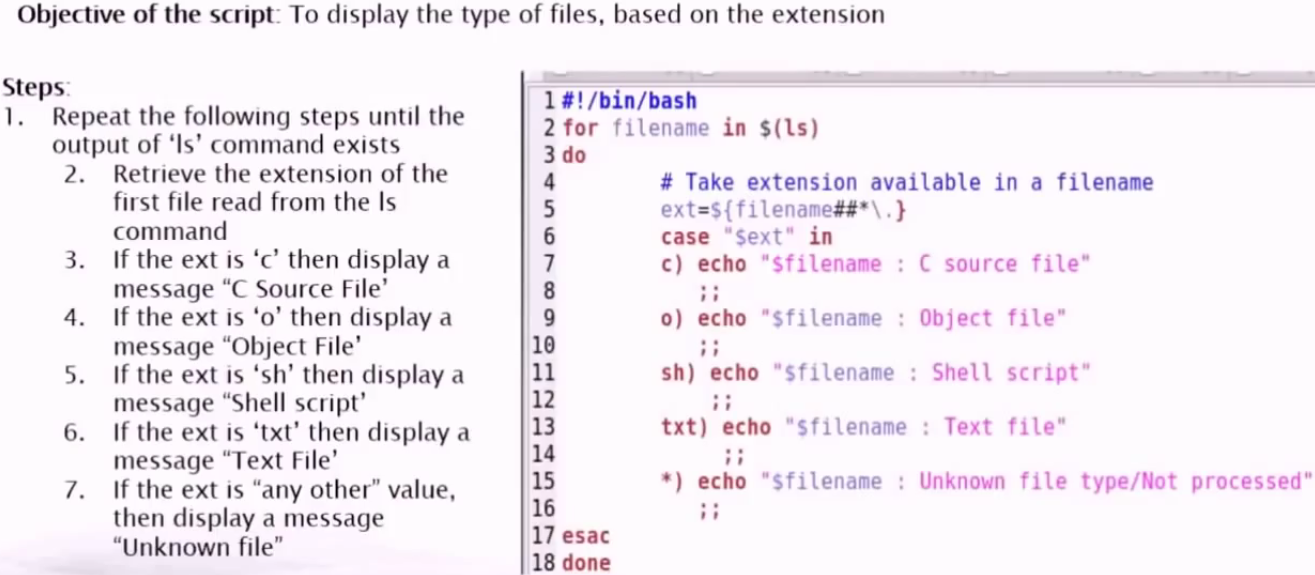 Objective of the script: To display the type of files, based on the extension
Steps:
1. Repeat the following steps until the
output of ‘ls’ command exists
2. Retrieve the extension of the
first file read from the ls
command
3. If the ext is ‘c’ then display a
message “C Source File’
4. If the ext is ‘o’ then display a
message “Object File’
5. If the ext is ‘sh’ then display a
message “Shell script’
6. If the ext is ‘txt’ then display a
message “Text File’
7. If the ext is “any other” value,
then display a message
“Unknown file”
1 #!/bin/bash
2 for filename in $(ls)
3 do
4 # Take extension available in a filename
5 ext=${filename##*\.}
6 case "$ext" in
7 c) echo "$filename : C source file"
8 ;;
9 o) echo "$filename : Object file"
10 ;;
11 sh) echo "$filename : Shell script"
12 ;;
13 txt) echo "$filename : Text file"
14 ;;
15 *) echo "$filename : Unknown file type/Not processed"
16 ;;
17 esac
18 done